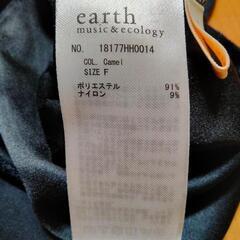 earth
music & ecology
NO. 18177HH0014
COL. Camel
SIZE F
ポリエステル 91%
ナイロン 9%